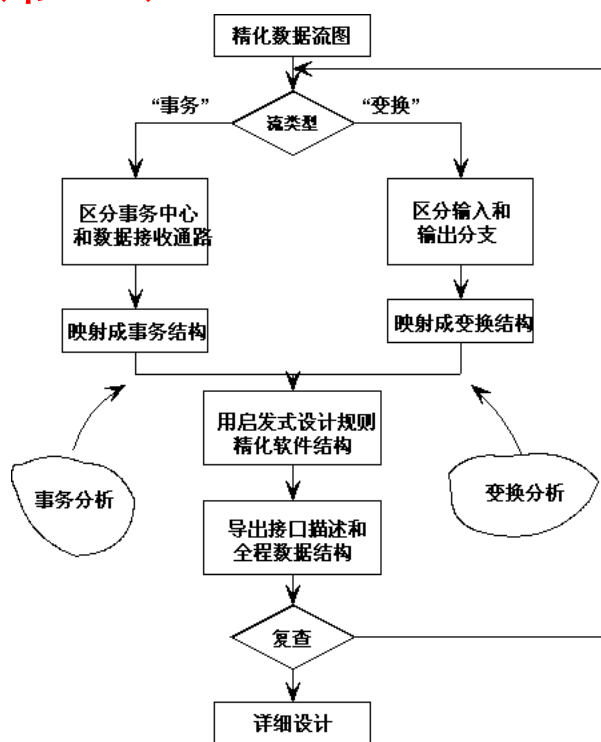 精化数据流图
“事务”
流类型
“变换”
区分事务中心
和数据接收通路
区分输入和
输出分支
映射成事务结构
映射成变换结构
用启发式设计规则
精化软件结构
事务分析
变换分析
导出接口描述和
全程数据结构
复查
详细设计